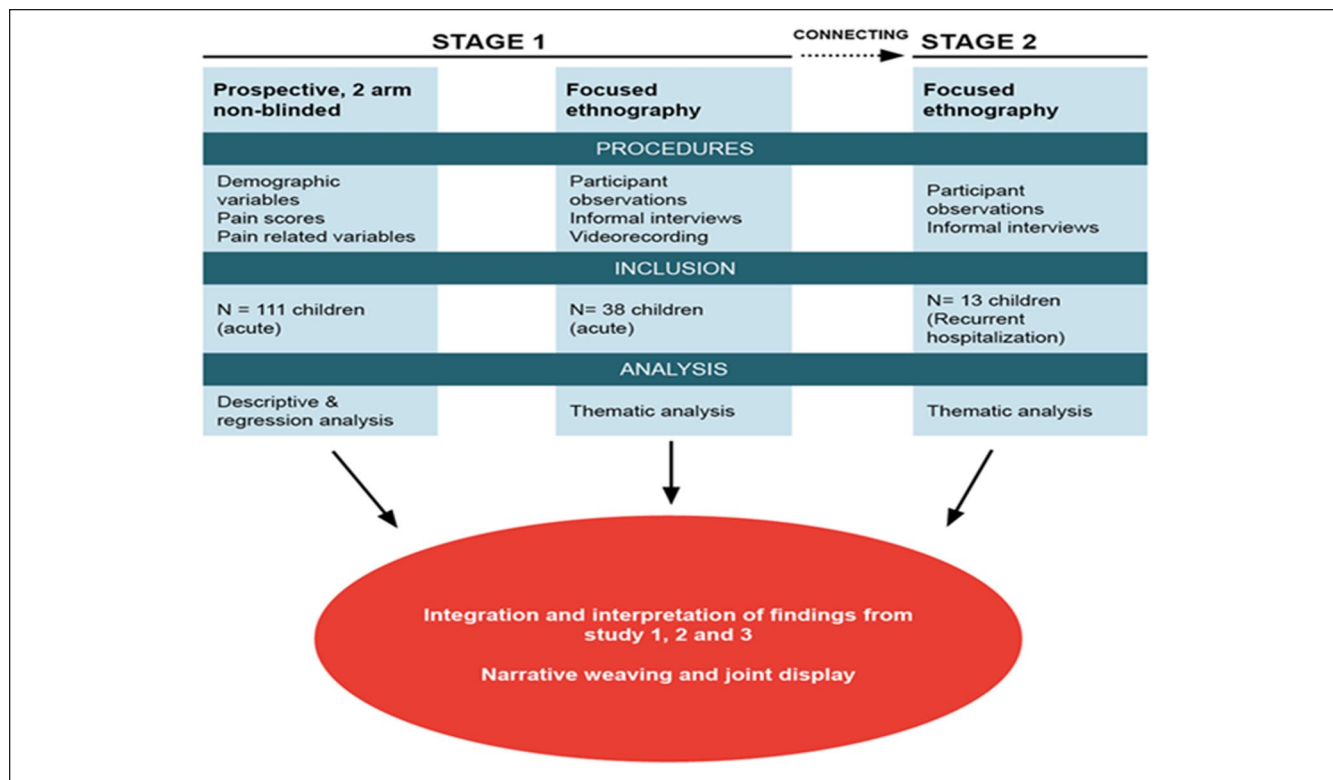 STAGE 1
CONNECTING
STAGE 2
Prospective, 2 arm
non-blinded
Focused
ethnography
Focused
ethnography
PROCEDURES
Demographic
variables
Pain scores
Pain related variables
Participant
observations
Informal interviews
Videorecording
Participant
observations
Informal interviews
INCLUSION
N = 111 children
(acute)
N= 38 children
(acute)
N= 13 children
(Recurrent
hospitalization)
ANALYSIS
Descriptive &
regression analysis
Thematic analysis
Thematic analysis
Integration and interpretation of findings from
study 1, 2 and 3
Narrative weaving and joint display